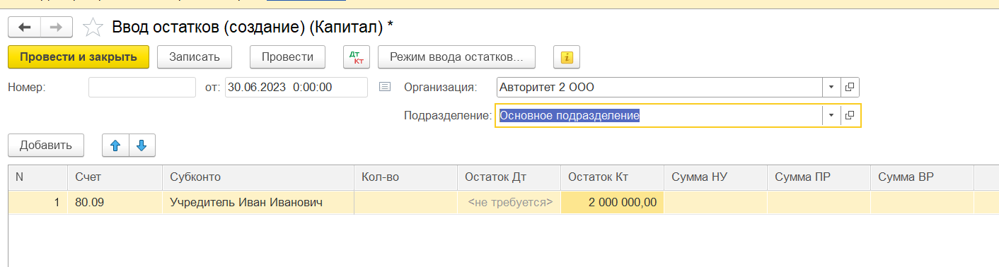 Ввод остатков (создание) (Капитал) *
Провести и закрыть Записать Провести Дт Кт Режим ввода остатков... i
Номер: от: 30.06.2023 0:00:00 Организация: Авторитет 2 ООО
Подразделение: Основное подразделение
Добавить
N Счет Субконто Кол-во Остаток Дт Остаток Кт Сумма НУ Сумма ПР Сумма ВР
1 80.09 Учредитель Иван Иванович <не требуется> 2 000 000,00